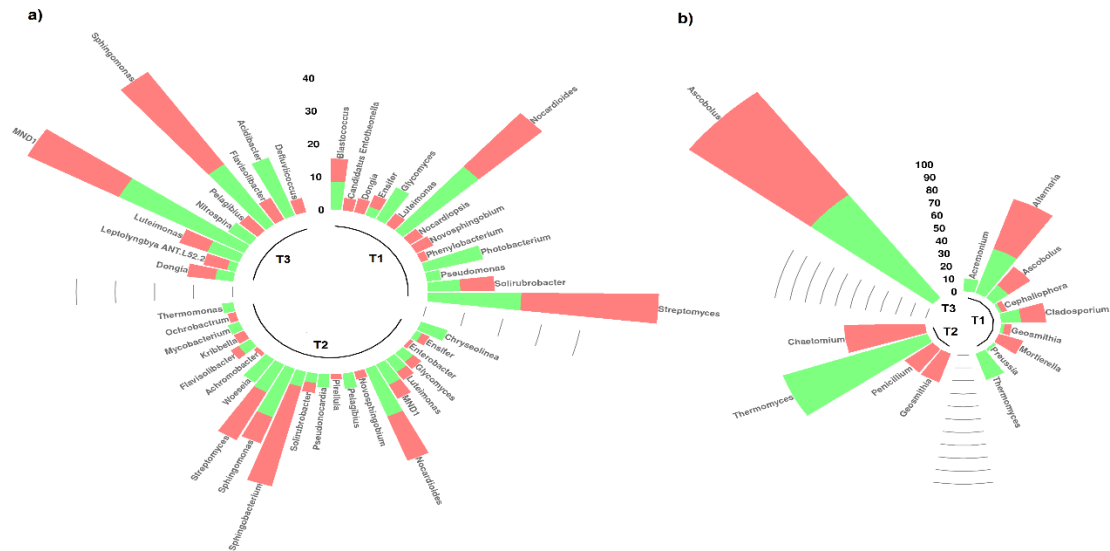 a)
40
30
20
10
0
Blastococcus
Candidatus Entotheonella
Dongia
Ensifer
Glycomyces
Luteimonas
Nocardioides
Nocardiopsis
Novosphingobium
Phenylobacterium
Photobacterium
Pseudomonas
Solirubrobacter
Streptomyces
T1
Chryseolinea
Ensifer
Enterobacter
Glycomyces
Luteimonas
MND1
Nocardioides
Novosphingobium
Pelagibius
Pirellula
Pseudonocardia
Solirubrobacter
Sphingobacterium
Sphingomonas
Streptomyces
Woeseia
Achromobacter
Flavisolibacter
Kribbella
Mycobacterium
Ochrobactrum
Thermomonas
T2
Dongia
Leptolyngbya ANT.L52.2
Luteimonas
MND1
Nitrospira
Pelagibius
Sphingomonas
Flavisolibacter
Acidibacter
Defluviicoccus
T3
b)
100
90
80
70
60
50
40
30
20
10
0
Acremonium
Alternaria
Ascobolus
Cephaliophora
Cladosporium
Geosmithia
Mortierella
Preussia
Thermomyces
T1
Geosmithia
Penicillium
Thermomyces
Chaetomium
T2
Ascobolus
T3